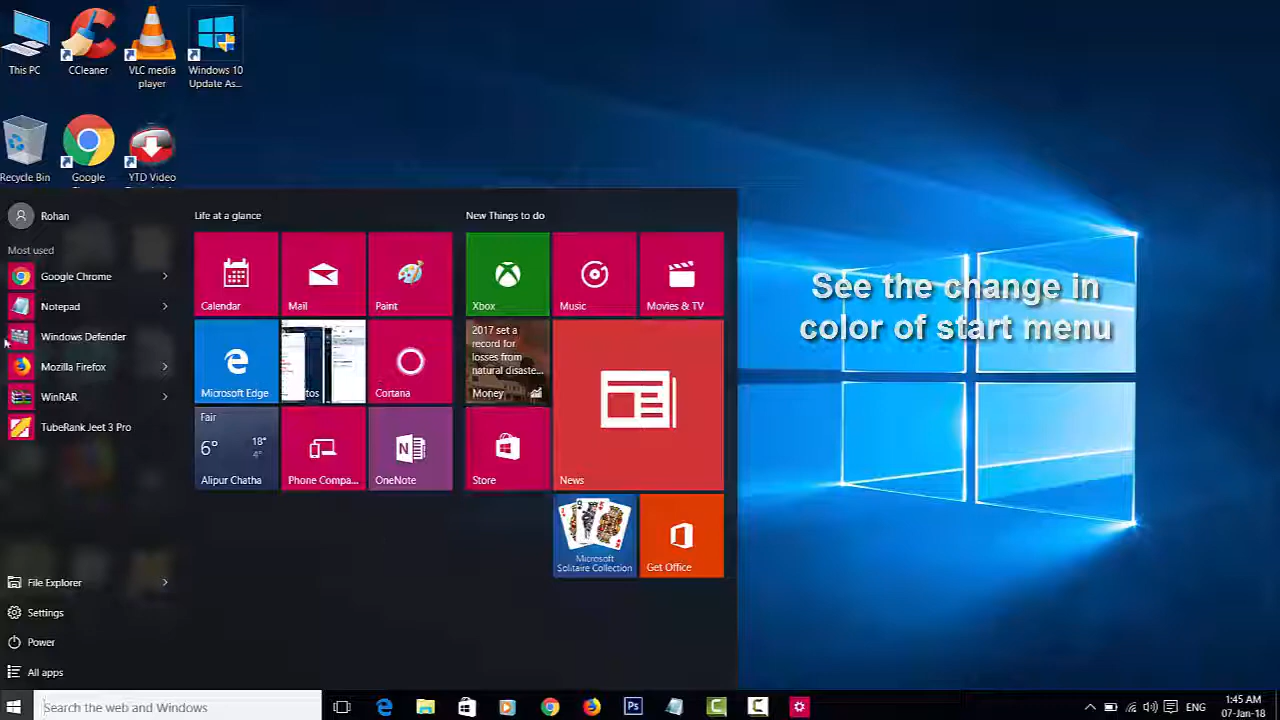 This PC
CCleaner
VLC media
player
Windows 10
Update As...
Recycle Bin
Google
YTD Video
Rohan
Most used
Google Chrome
Notepad
Windows Defender
Mozilla Firefox
WinRAR
TubeRank Jeet 3 Pro
File Explorer
Settings
Power
All apps
Life at a glance
Calendar
Mail
Paint
Microsoft Edge
tos
Cortana
Fair
6°
18°
4°
Alipur Chatha
Phone Compa...
N
OneNote
New Things to do
Xbox
Music
Movies & TV
2017 set a
record for
losses from
natural disaste...
Money
News
Store
Microsoft
Solitaire Collection
Get Office
See the change in
color of start menu
Search the web and Windows
Ps
ENG
1:45 AM
07-Jan-18